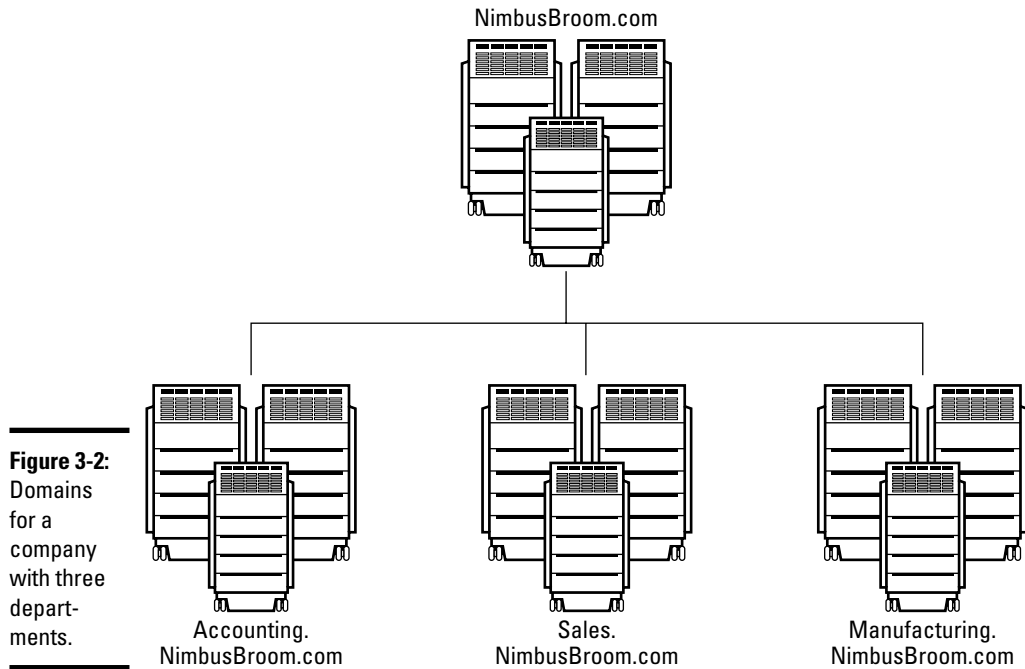 NimbusBroom.com
Figure 3-2:
Domains
for a
company
with three
depart-
ments.
Accounting.
NimbusBroom.com
Sales.
NimbusBroom.com
Manufacturing.
NimbusBroom.com